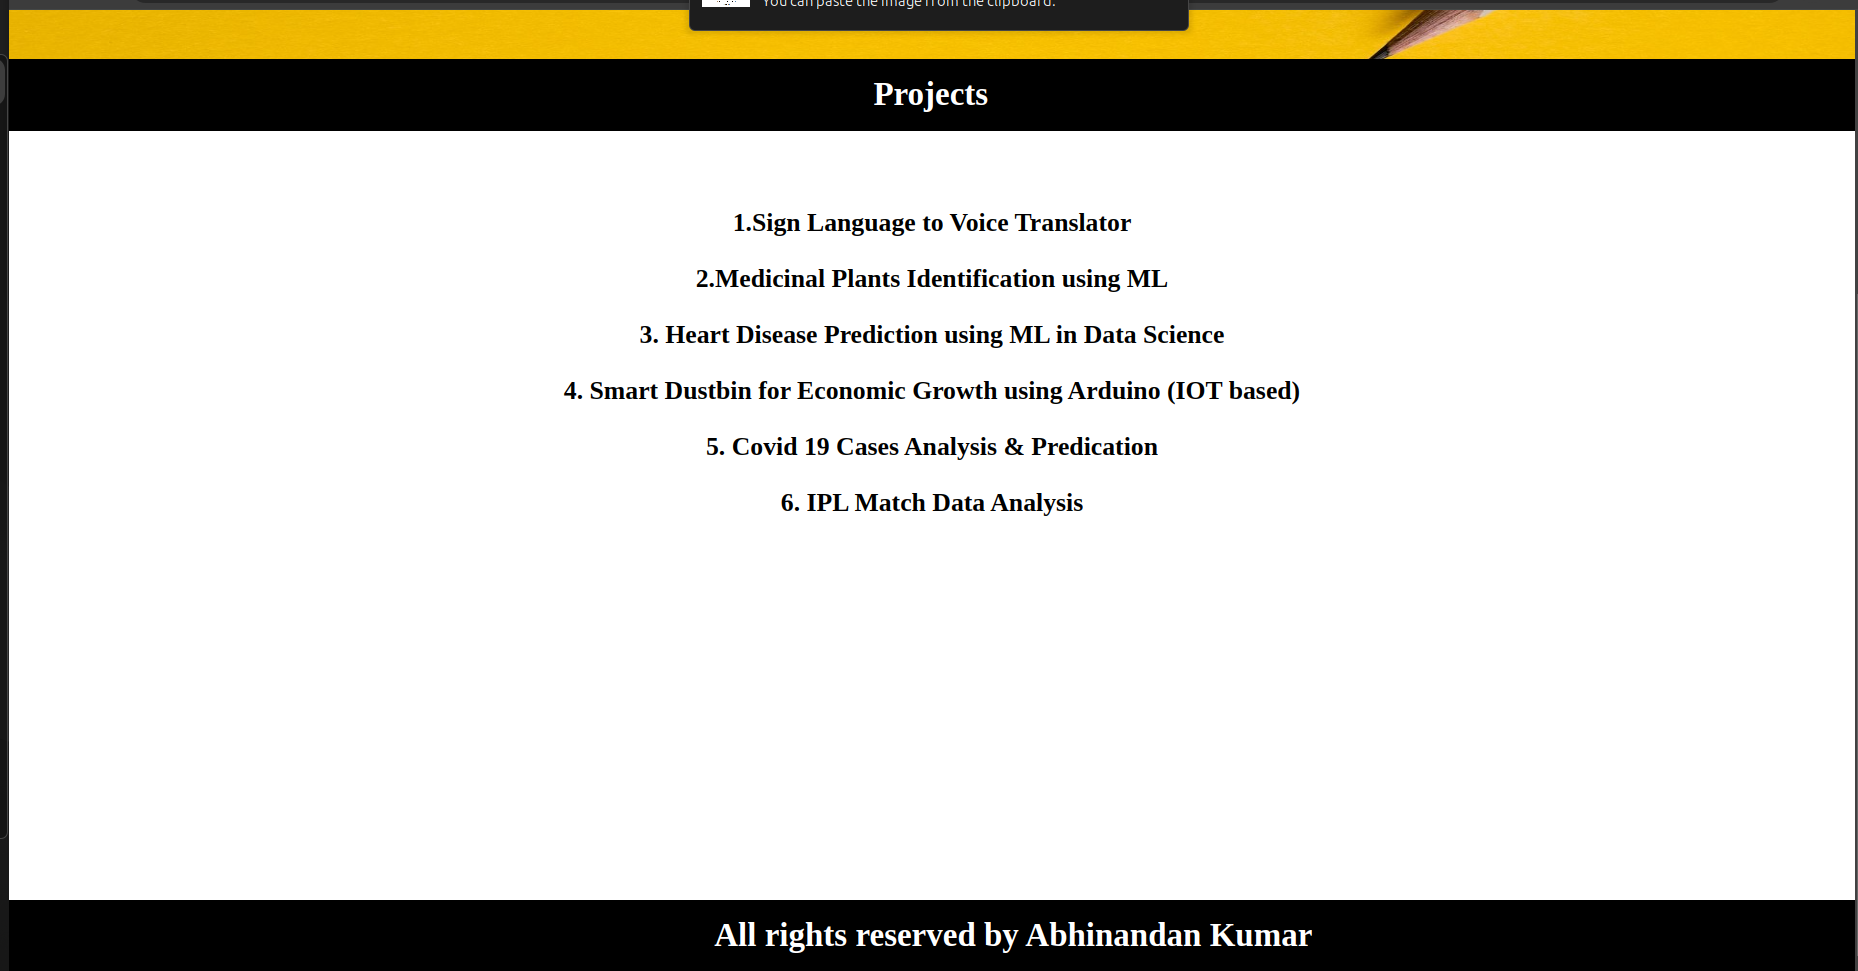 You can paste the image from the clipboard.
Projects
1.Sign Language to Voice Translator
2.Medicinal Plants Identification using ML
3. Heart Disease Prediction using ML in Data Science
4. Smart Dustbin for Economic Growth using Arduino (IOT based)
5. Covid 19 Cases Analysis & Predication
6. IPL Match Data Analysis
All rights reserved by Abhinandan Kumar